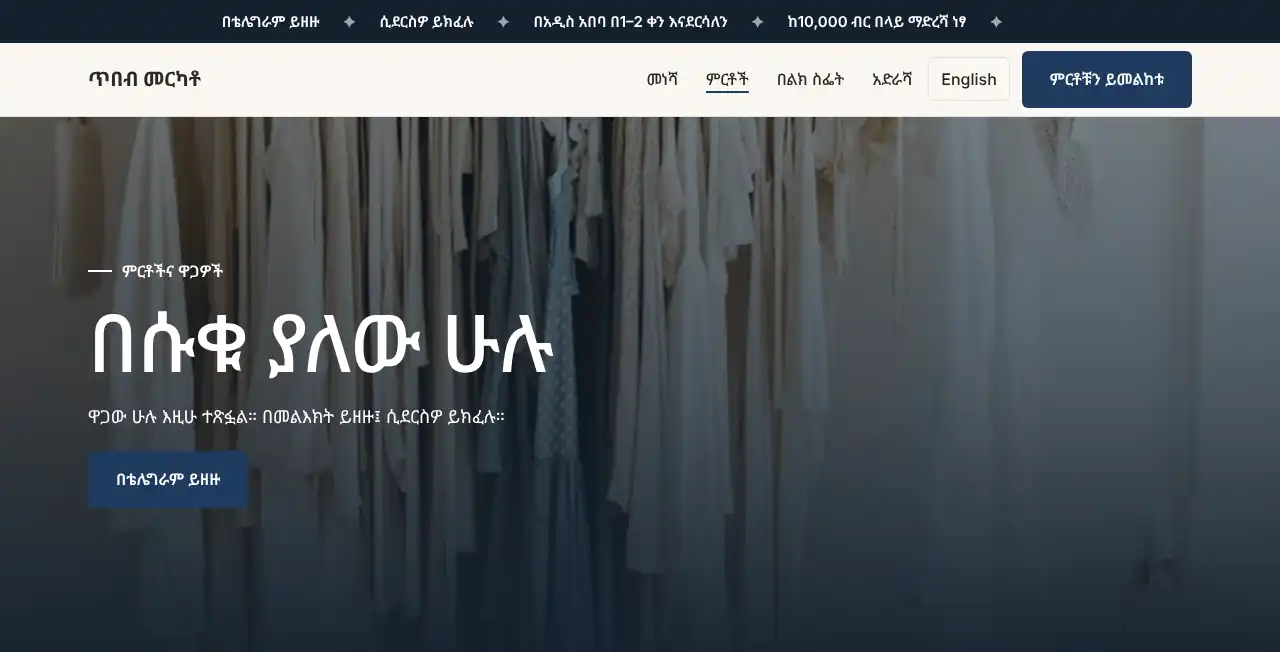 በቴሌግራም ይዘዙ ✦ ሲደርስዎ ይክፈሉ ✦ በአዲስ አበባ በ1–2 ቀን እናደርሳለን ✦ ከ10,000 ብር በላይ ማድረሻ ነፃ ✦
ጥበብ መርካቶ
መነሻ ምርቶች በልክ ስፌት አድራሻ English ምርቶቹን ይመልከቱ
ምርቶችና ዋጋዎች
በሱቁ ያለው ሁሉ
ዋጋው ሁሉ እዚሁ ተጽፏል። በመልእክት ይዘዙ፤ ሲደርስዎ ይክፈሉ።
በቴሌግራም ይዘዙ